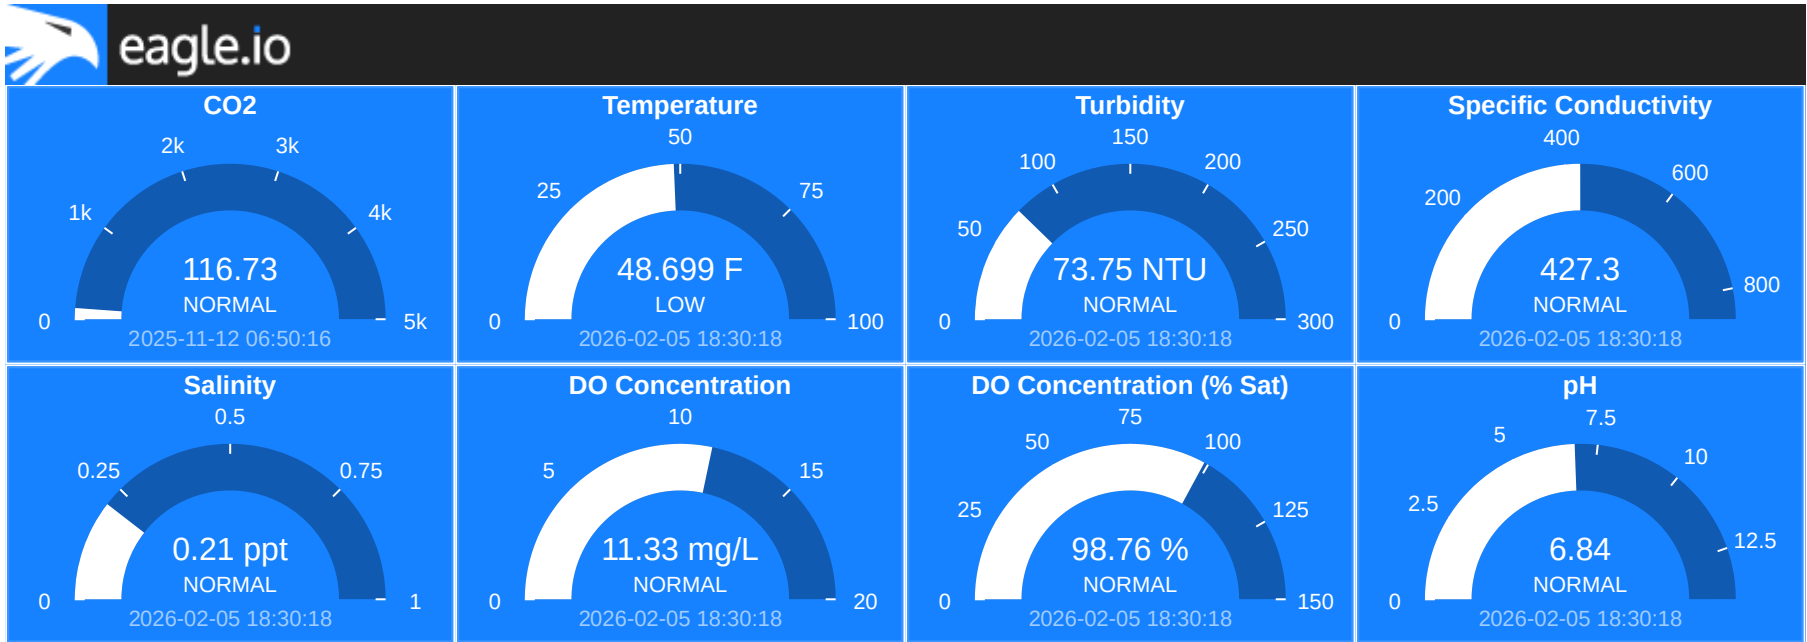 eagle.io
CO2
0
1k
2k
3k
4k
5k
116.73
NORMAL
2025-11-12 06:50:16
Temperature
0
25
50
75
100
48.699 F
LOW
2026-02-05 18:30:18
Turbidity
0
50
100
150
200
250
300
73.75 NTU
NORMAL
2026-02-05 18:30:18
Specific Conductivity
0
200
400
600
800
427.3
NORMAL
2026-02-05 18:30:18
Salinity
0
0.25
0.5
0.75
1
0.21 ppt
NORMAL
2026-02-05 18:30:18
DO Concentration
0
5
10
15
20
11.33 mg/L
NORMAL
2026-02-05 18:30:18
DO Concentration (% Sat)
0
25
50
75
100
125
150
98.76 %
NORMAL
2026-02-05 18:30:18
pH
0
2.5
5
7.5
10
12.5
6.84
NORMAL
2026-02-05 18:30:18